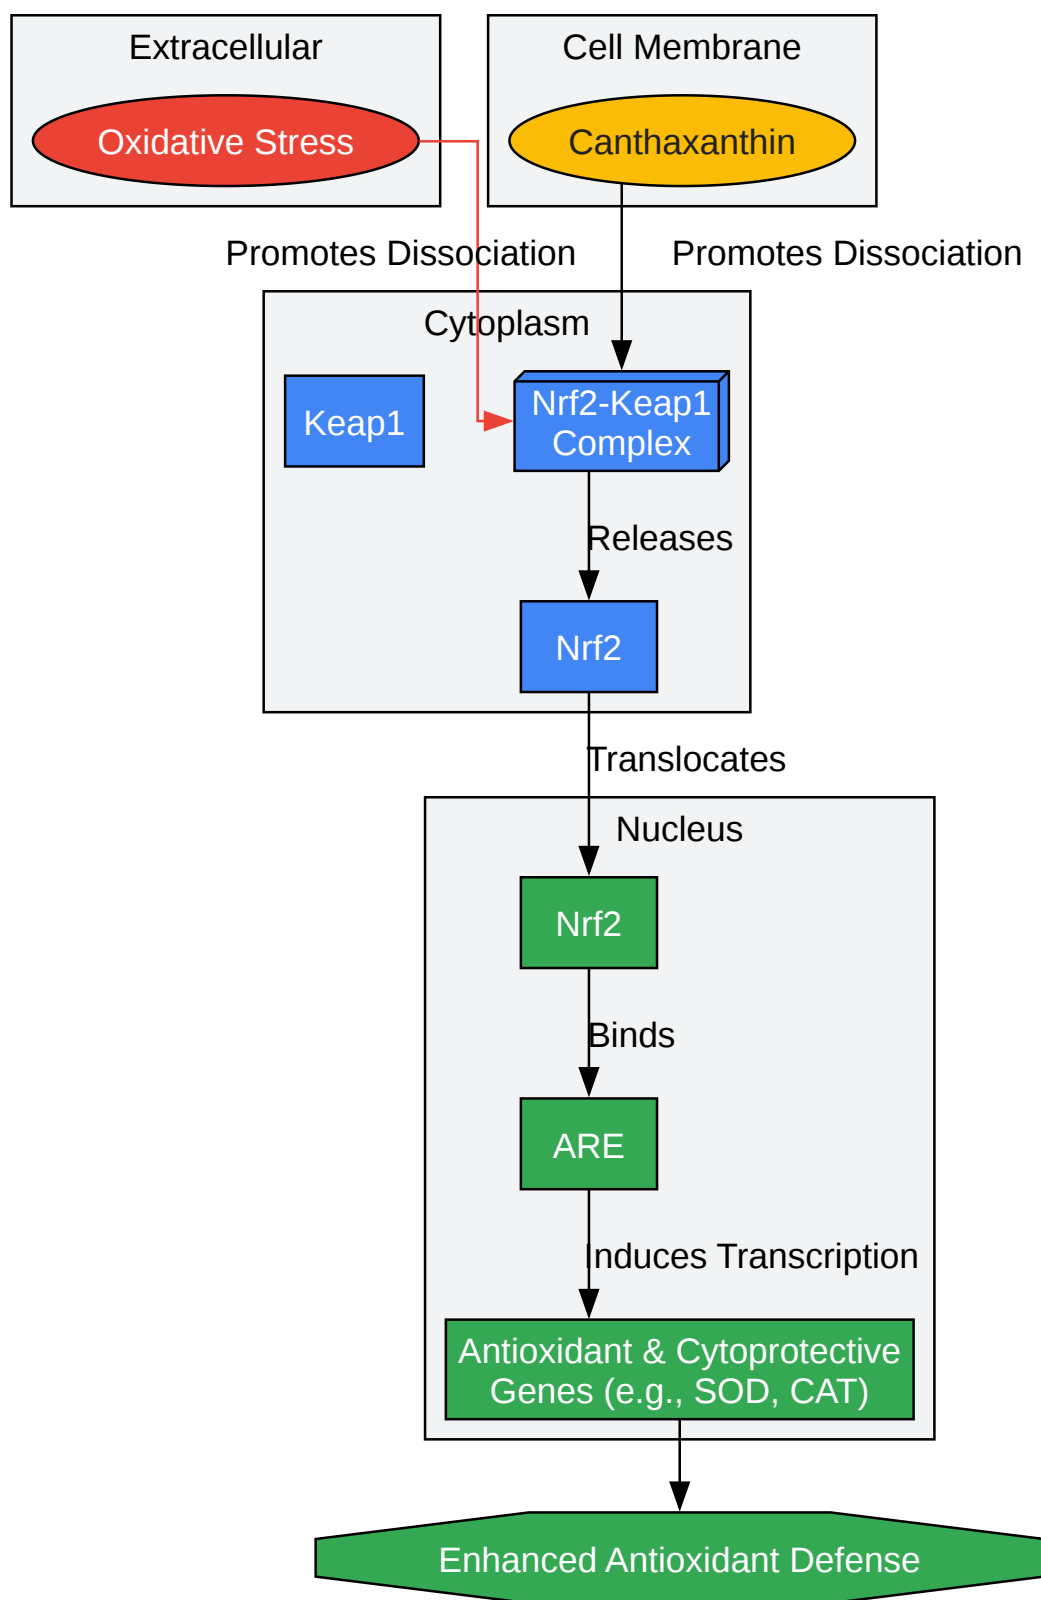 Extracellular
Cell Membrane
Oxidative Stress
Canthaxanthin
Promotes Dissociation
Promotes Dissociation
Cytoplasm
Keap1
Nrf2-Keap1
Complex
Releases
Nrf2
Translocates
Nucleus
Nrf2
Binds
ARE
Induces Transcription
Antioxidant & Cytoprotective
Genes (e.g., SOD, CAT)
Enhanced Antioxidant Defense